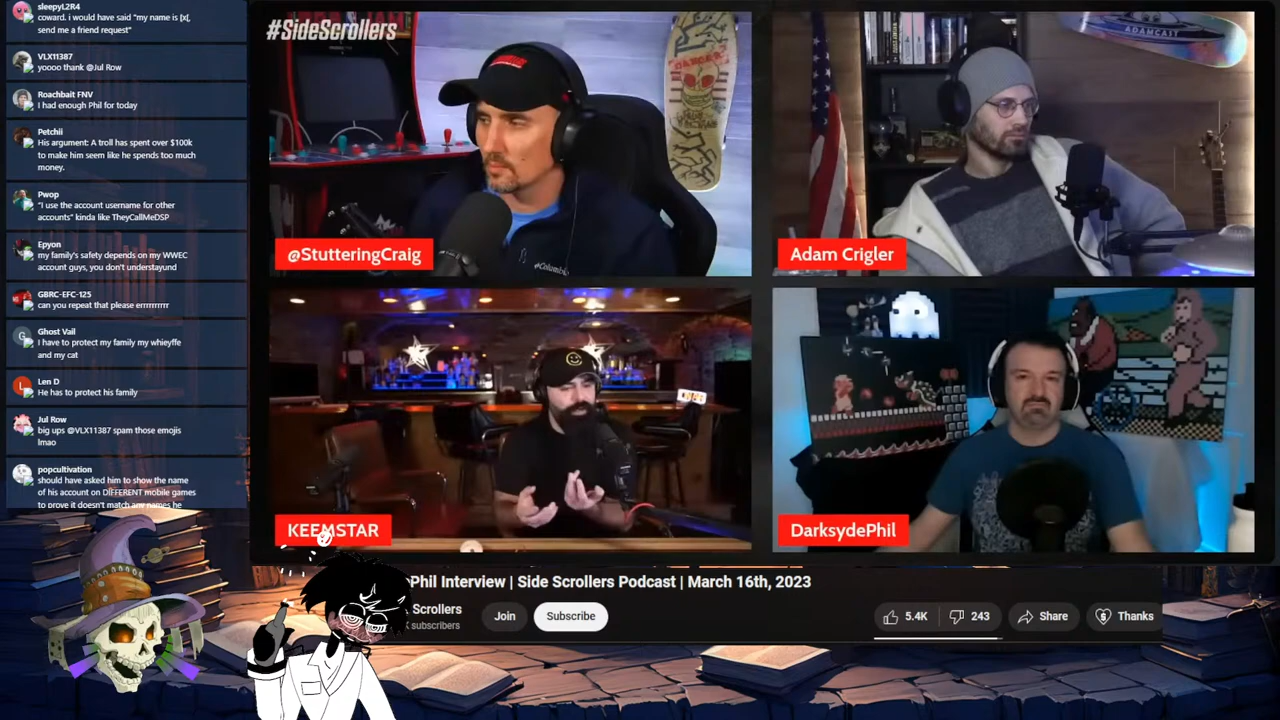 sleepyL2R4
coward. i would have said "my name is [x[,
send me a friend request"
VLX11387
yoooo thank @Jul Row
Roachbait FNV
I had enough Phil for today
Petchii
His argument: A troll has spent over $100k
to make him seem like he spends too much
money.
Pwop
"I use the account username for other
accounts" kinda like TheyCallMeDSP
Epyon
my family's safety depends on my WWEC
account guys, you don't understayund
GBRC-EFC-125
can you repeat that please errrrrrrrr
G
Ghost Vail
I have to protect my family my whieyffe
and my cat
L
Len D
He has to protect his family
Jul Row
big ups @VLX11387 spam those emojis
lmao
popcultivation
should have asked him to show the name
of his account on DIFFERENT mobile games
to prove it doesn't match any names he
#SideScrollers
DANGER
Columbia
@StutteringCraig
ADAMCAIT
Adam Crigler
KEEMSTAR
DarksydePhil
Phil Interview | Side Scrollers Podcast | March 16th, 2023
Scrollers
subscribers
Join
Subscribe
5.4K
243
Share
Thanks